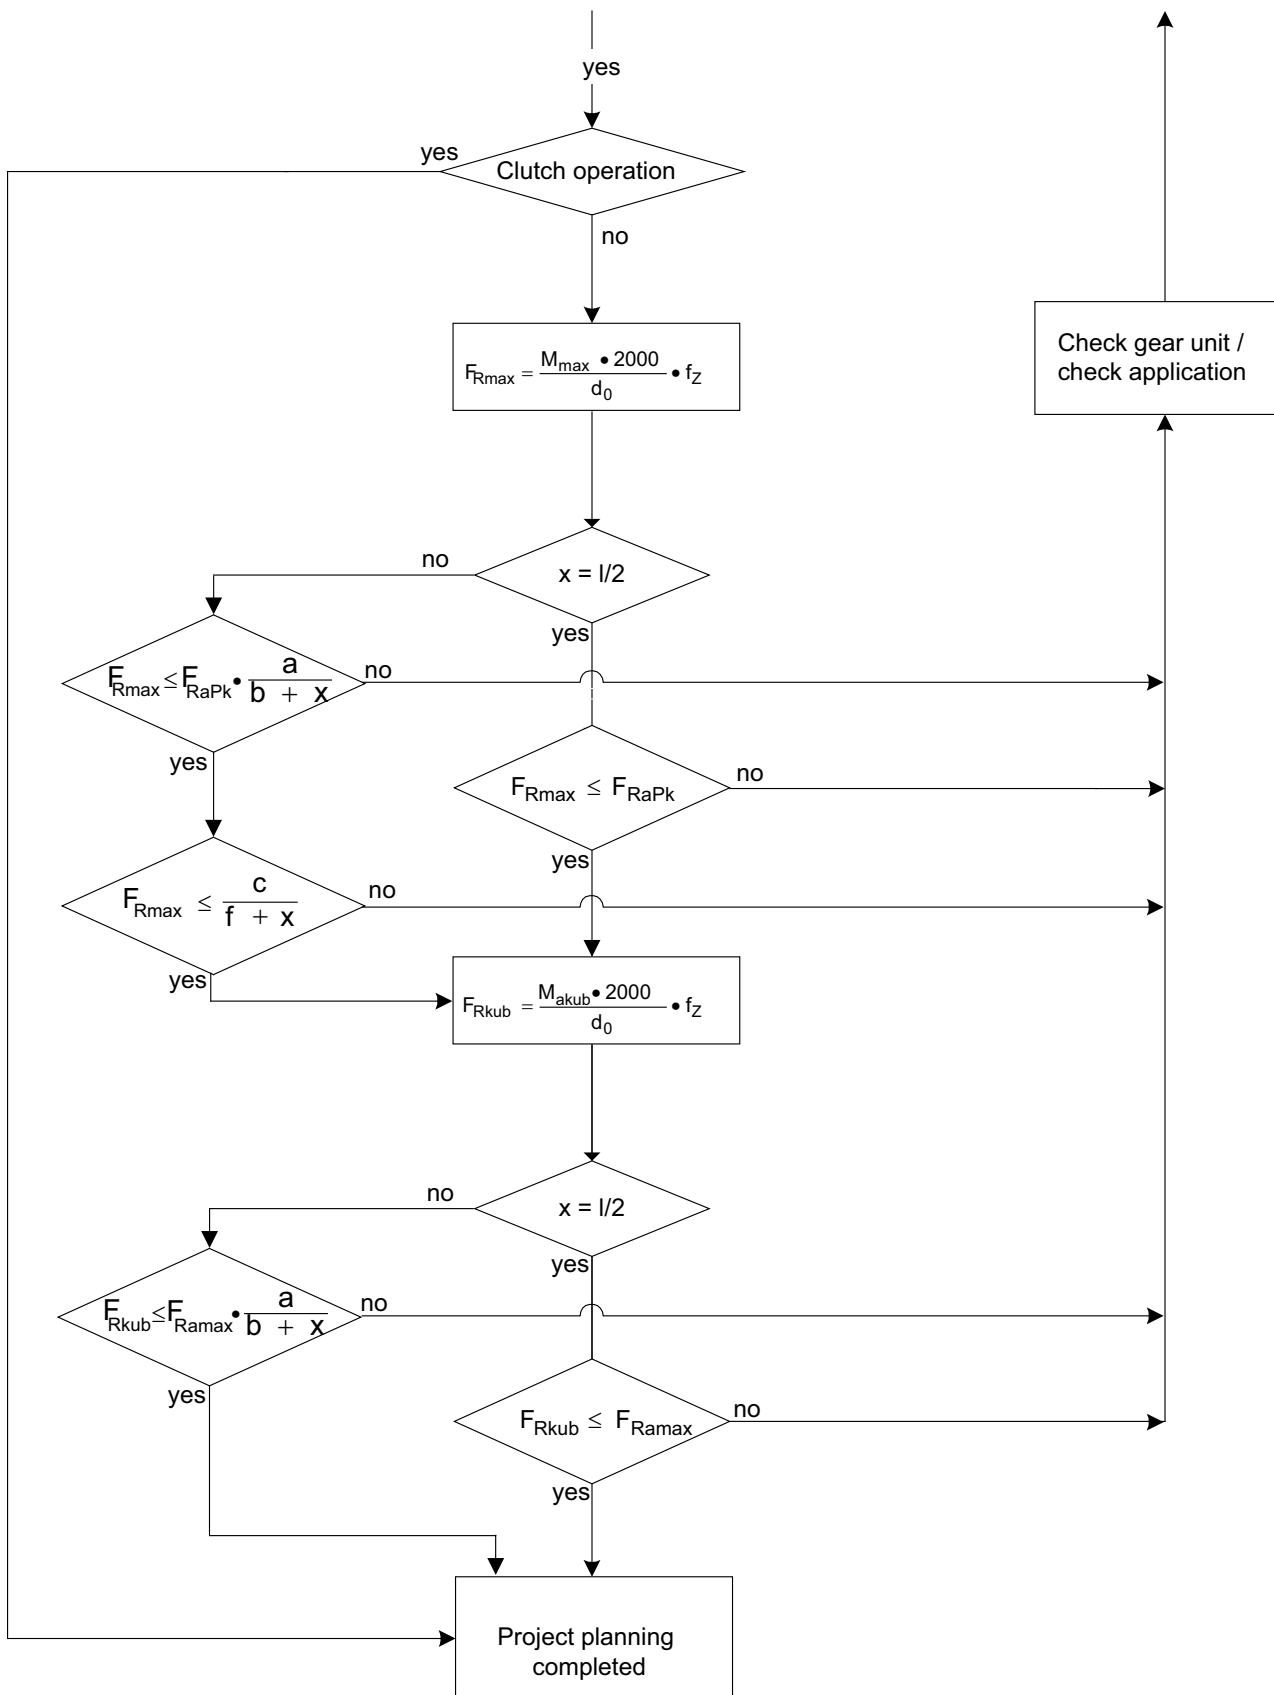 yes
yes
Clutch operation
no
F_Rmax = (M_max • 2000) / d_0 • f_Z
Check gear unit /
check application
no
x = l/2
yes
F_Rmax ≤ F_RaPk • a / (b + x)
no
yes
F_Rmax ≤ F_RaPk
no
yes
F_Rmax ≤ c / (f + x)
no
yes
F_Rkub = (M_akub • 2000) / d_0 • f_Z
no
x = l/2
yes
F_Rkub ≤ F_Ramax • a / (b + x)
no
yes
F_Rkub ≤ F_Ramax
no
yes
Project planning
completed